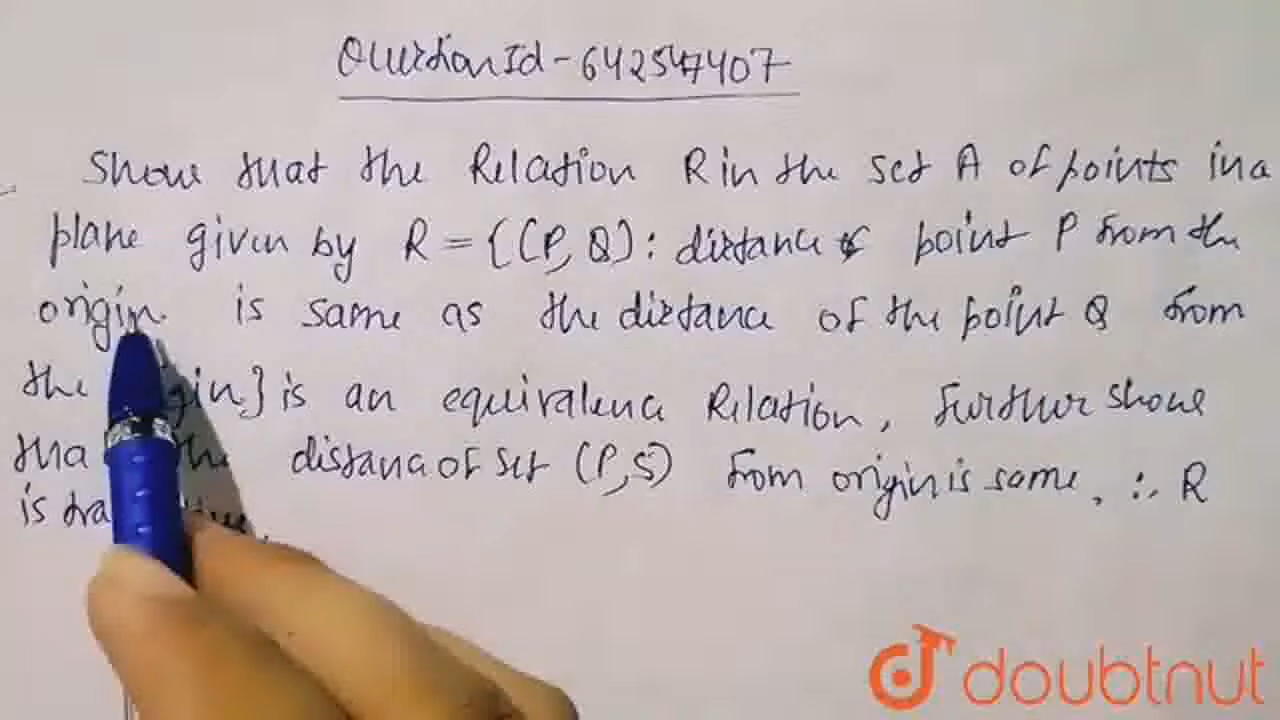 Question Id - 642547407
Show that the Relation R in the set A of points in a
plane given by R = {(P, Q) : distance of point P from the
origin is same as the distance of the point Q from
the is an equivalence Relation, Further show
distance of set (P, S) from origin is same, ∴ R
is
doubtnut